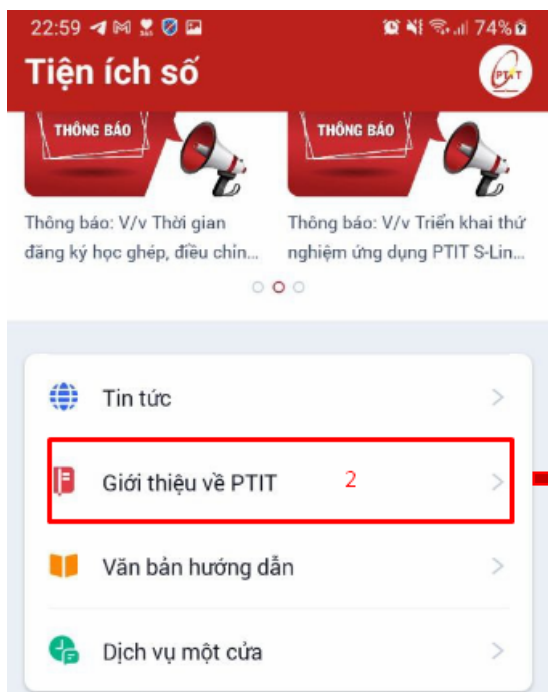 22:59 74%
Tiện ích số
PTIT
THÔNG BÁO THÔNG BÁO
Thông báo: V/v Thời gian
đăng ký học ghép, điều chỉn...
Thông báo: V/v Triển khai thử
nghiệm ứng dụng PTIT S-Lin...
Tin tức
Giới thiệu về PTIT 2
Văn bản hướng dẫn
Dịch vụ một cửa